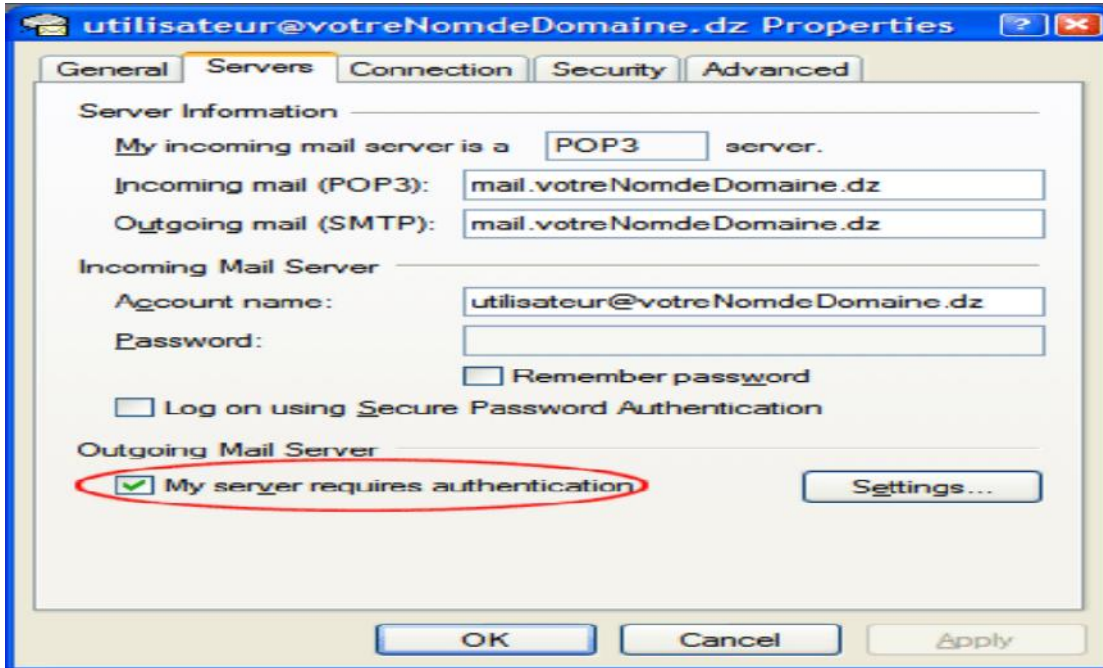 utilisateur@votreNomdeDomaine.dz Properties
General Servers Connection Security Advanced
Server Information
My incoming mail server is a POP3 server.
Incoming mail (POP3): mail.votreNomdeDomaine.dz
Outgoing mail (SMTP): mail.votreNomdeDomaine.dz
Incoming Mail Server
Account name: utilisateur@votreNomdeDomaine.dz
Password:
Remember password
Log on using Secure Password Authentication
Outgoing Mail Server
My server requires authentication Settings...
OK Cancel Apply